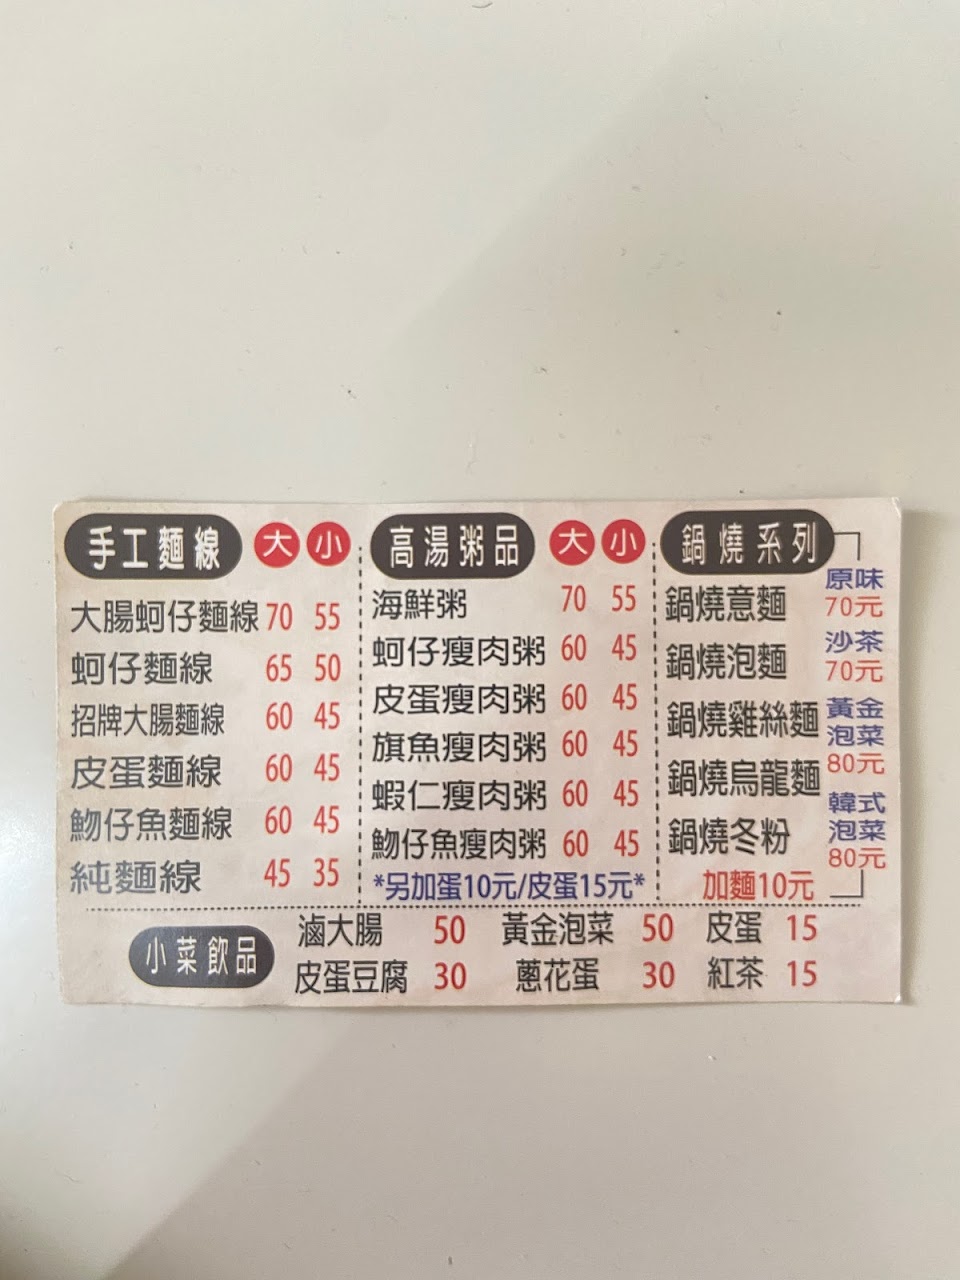 手工麵線 大 小
大腸蚵仔麵線 70 55
蚵仔麵線 65 50
招牌大腸麵線 60 45
皮蛋麵線 60 45
魩仔魚麵線 60 45
純麵線 45 35
高湯粥品 大 小
海鮮粥 70 55
蚵仔瘦肉粥 60 45
皮蛋瘦肉粥 60 45
旗魚瘦肉粥 60 45
蝦仁瘦肉粥 60 45
魩仔魚瘦肉粥 60 45
*另加蛋10元/皮蛋15元*
鍋燒系列
鍋燒意麵
鍋燒泡麵
鍋燒雞絲麵
鍋燒烏龍麵
鍋燒冬粉
加麵10元
原味
70元
沙茶
70元
黃金
泡菜
80元
韓式
泡菜
80元
小菜飲品
滷大腸 50 黃金泡菜 50 皮蛋 15
皮蛋豆腐 30 蔥花蛋 30 紅茶 15